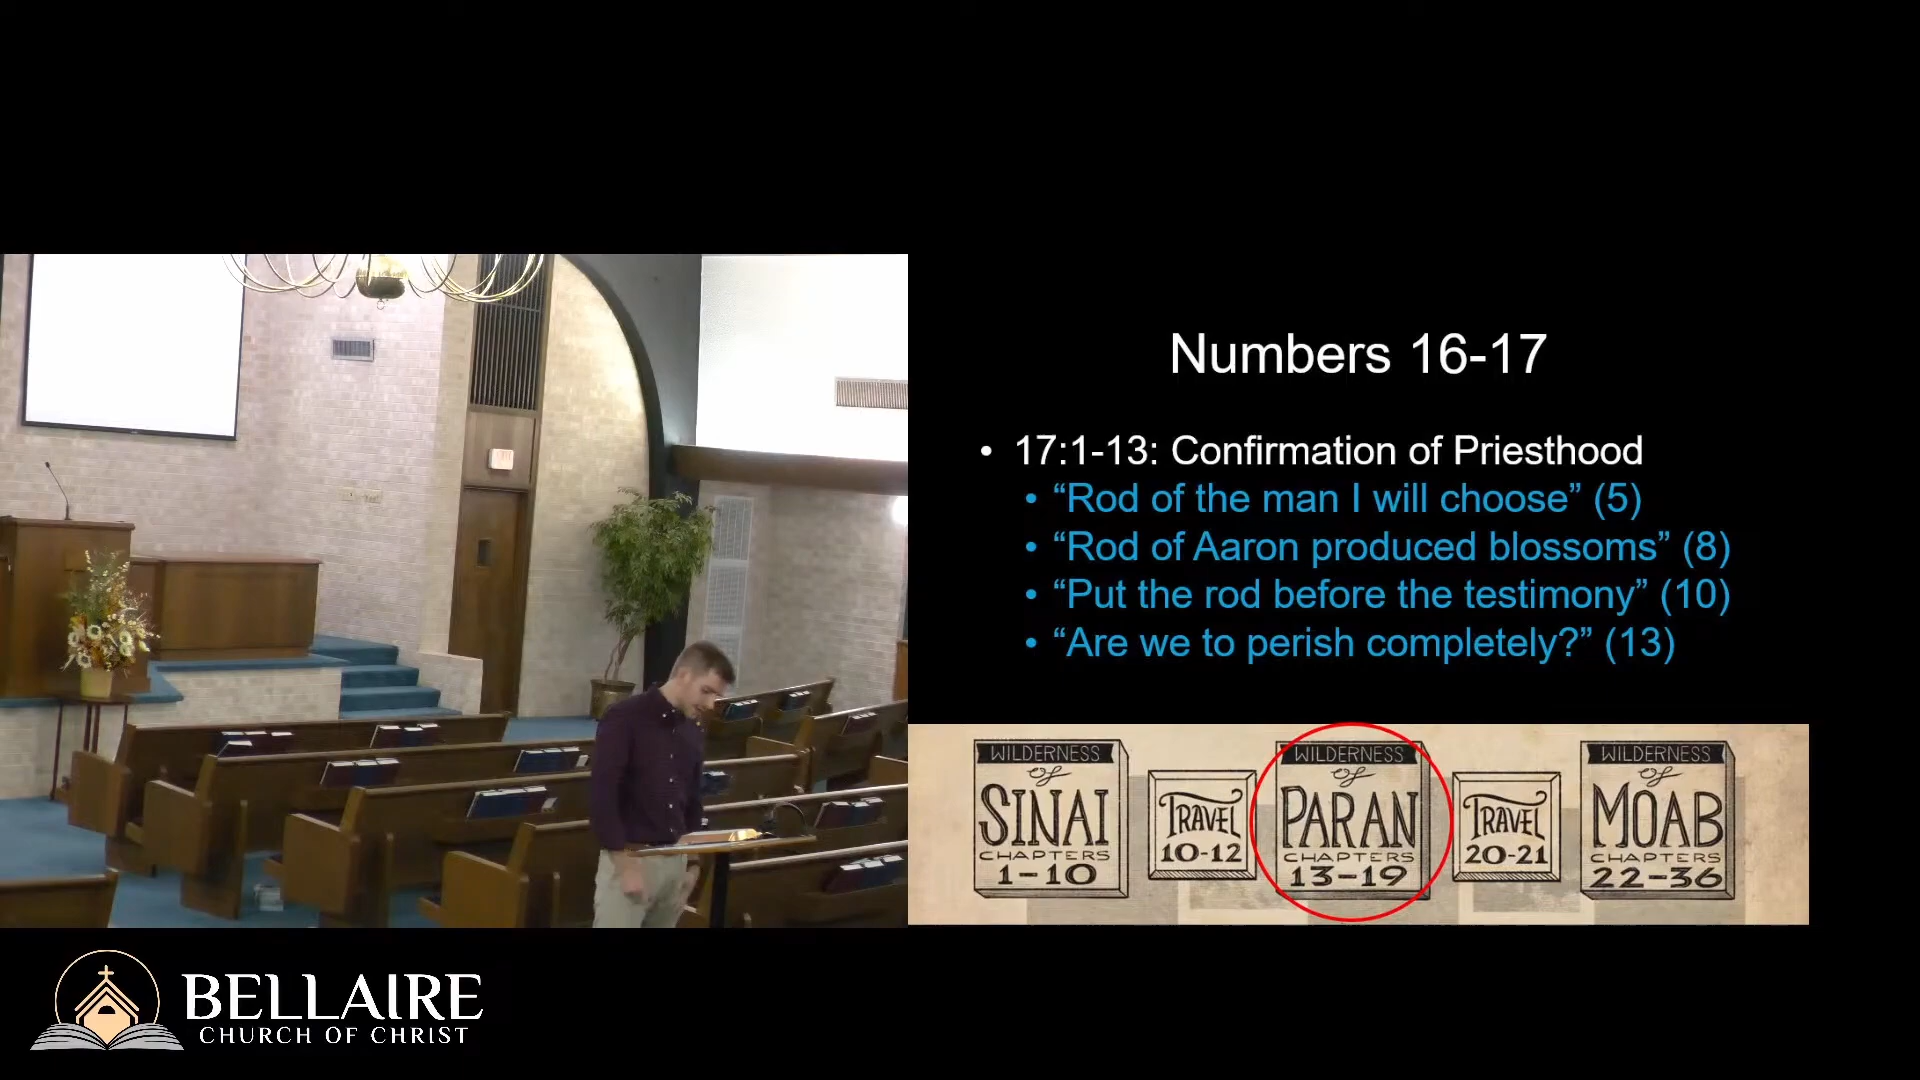 Numbers 16-17
• 17:1-13: Confirmation of Priesthood
• “Rod of the man I will choose” (5)
• “Rod of Aaron produced blossoms” (8)
• “Put the rod before the testimony” (10)
• “Are we to perish completely?” (13)
WILDERNESS
of
SINAI
CHAPTERS
1-10
TRAVEL
10-12
WILDERNESS
of
PARAN
CHAPTERS
13-19
TRAVEL
20-21
WILDERNESS
of
MOAB
CHAPTERS
22-36
BELLAIRE
CHURCH OF CHRIST